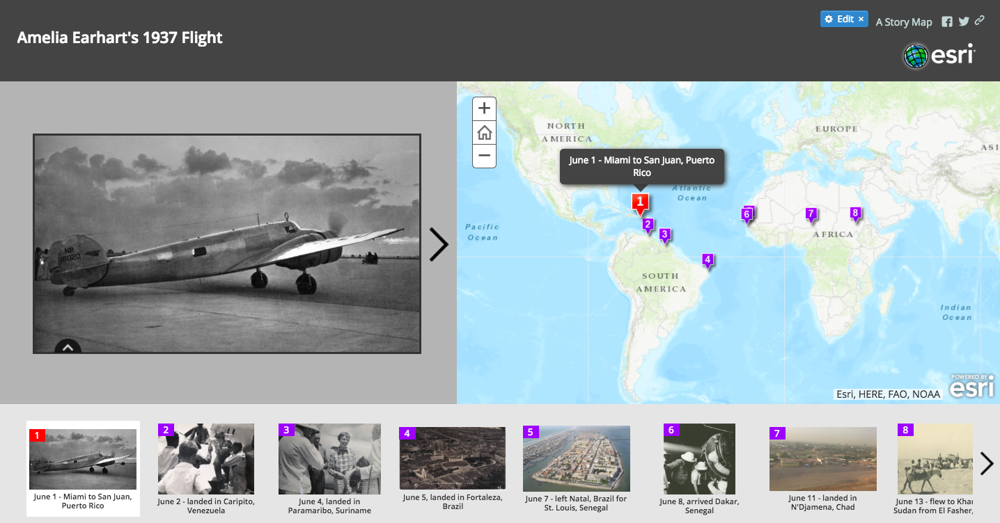 Amelia Earhart's 1937 Flight
Edit ×
A Story Map
esri
NORTH
AMERICA
EUROPE
ASI
June 1 - Miami to San Juan, Puerto
Rico
Atlantic
Ocean
1
2
3
4
6
7
8
Pacific
Ocean
AFRICA
SOUTH
AMERICA
Indian
Ocean
NR
16020
Esri, HERE, FAO, NOAA
POWERED BY
esri
1
June 1 - Miami to San Juan,
Puerto Rico
2
June 2 - landed in Caripito,
Venezuela
3
June 4, landed in
Paramaribo, Suriname
4
June 5, landed in Fortaleza,
Brazil
5
June 7 - left Natal, Brazil for
St. Louis, Senegal
6
June 8, arrived Dakar,
Senegal
7
June 11 - landed in
N'Djamena, Chad
8
June 13 - flew to Khar
Sudan from El Fasher,